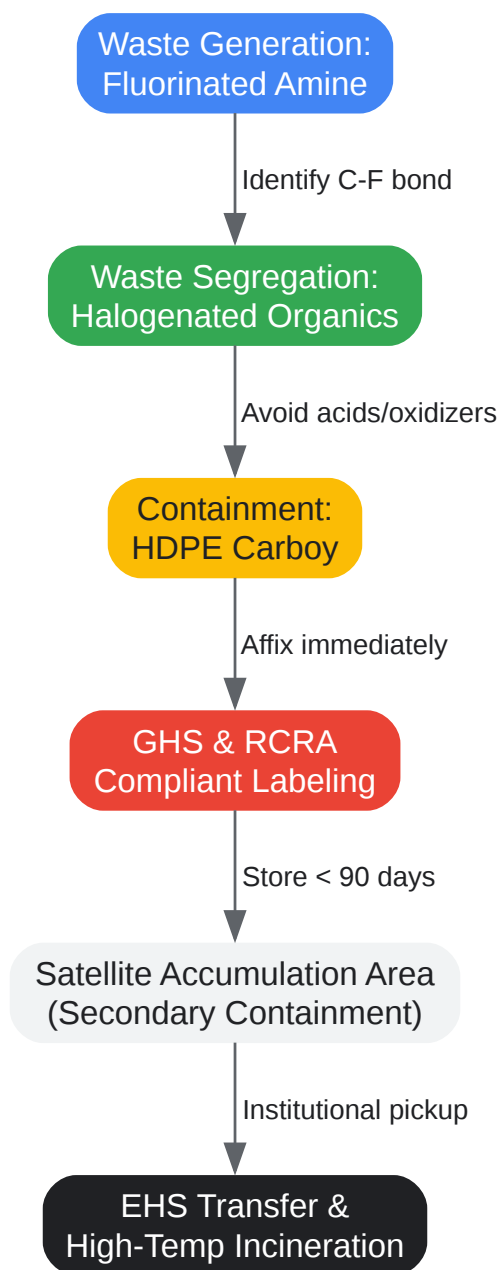 Waste Generation:
Fluorinated Amine
Identify C-F bond
Waste Segregation:
Halogenated Organics
Avoid acids/oxidizers
Containment:
HDPE Carboy
Affix immediately
GHS & RCRA
Compliant Labeling
Store < 90 days
Satellite Accumulation Area
(Secondary Containment)
Institutional pickup
EHS Transfer &
High-Temp Incineration